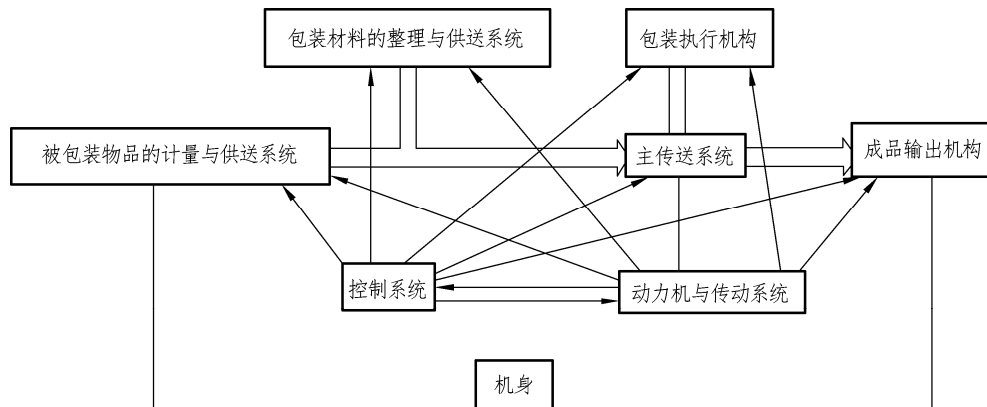 包装材料的整理与供送系统
包装执行机构
被包装物品的计量与供送系统
主传送系统
成品输出机构
控制系统
动力机与传动系统
机身